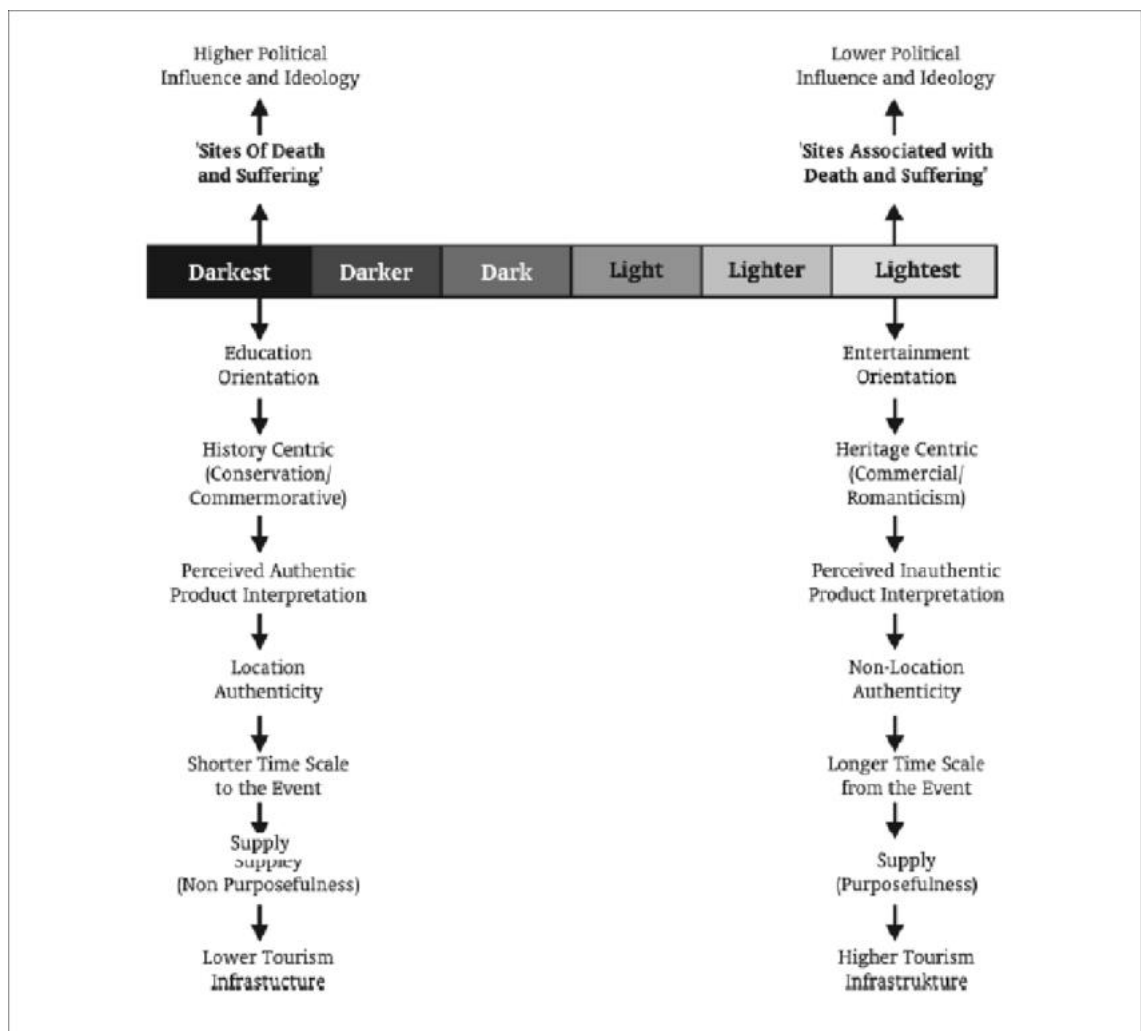 Higher Political
Influence and Ideology
Lower Political
Influence and Ideology
'Sites Of Death
and Suffering'
'Sites Associated with
Death and Suffering'
Darkest Darker Dark Light Lighter Lightest
Education
Orientation
Entertainment
Orientation
History Centric
(Conservation/
Commermorative)
Heritage Centric
(Commercial/
Romanticism)
Perceived Authentic
Product Interpretation
Perceived Inauthentic
Product Interpretation
Location
Authenticity
Non-Location
Authenticity
Shorter Time Scale
to the Event
Longer Time Scale
from the Event
Supply
Suppley
(Non Purposefulness)
Supply
(Purposefulness)
Lower Tourism
Infrastucture
Higher Tourism
Infrastrukture